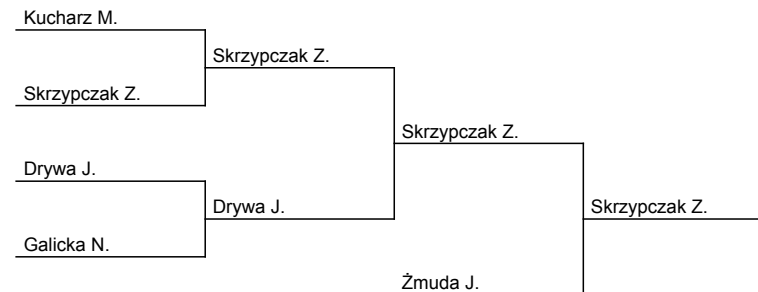 Kucharz M.
Skrzypczak Z.
Skrzypczak Z.
Skrzypczak Z.
Drywa J.
Drywa J.
Skrzypczak Z.
Galicka N.
Żmuda J.